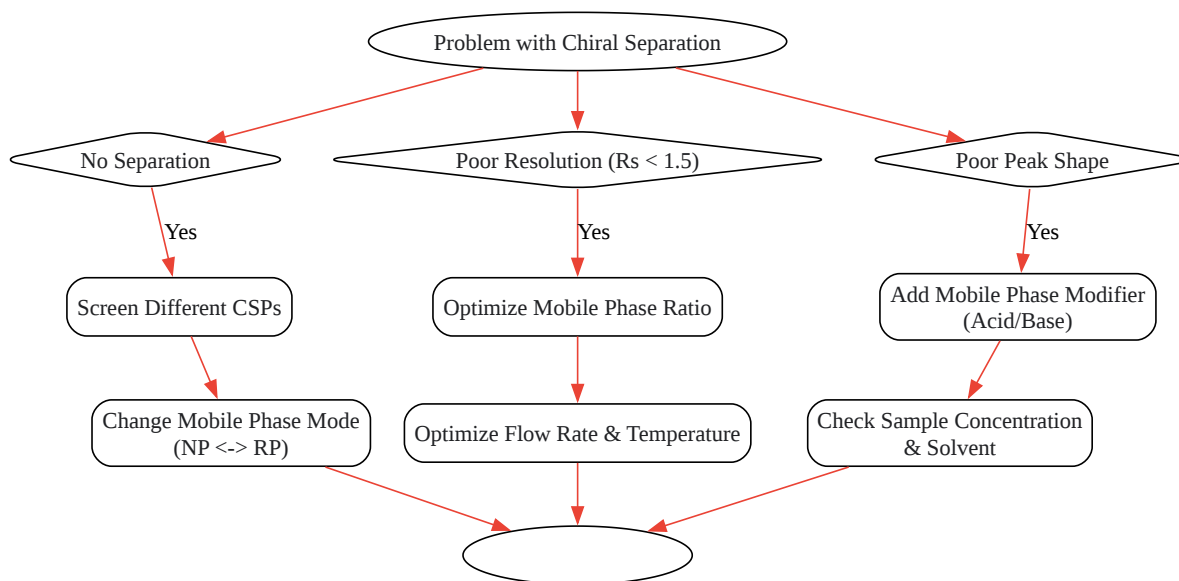 Problem with Chiral Separation
No Separation
Poor Resolution (Rs < 1.5)
Poor Peak Shape
Yes
Yes
Yes
Screen Different CSPs
Optimize Mobile Phase Ratio
Add Mobile Phase Modifier
(Acid/Base)
Change Mobile Phase Mode
(NP <-> RP)
Optimize Flow Rate & Temperature
Check Sample Concentration
& Solvent